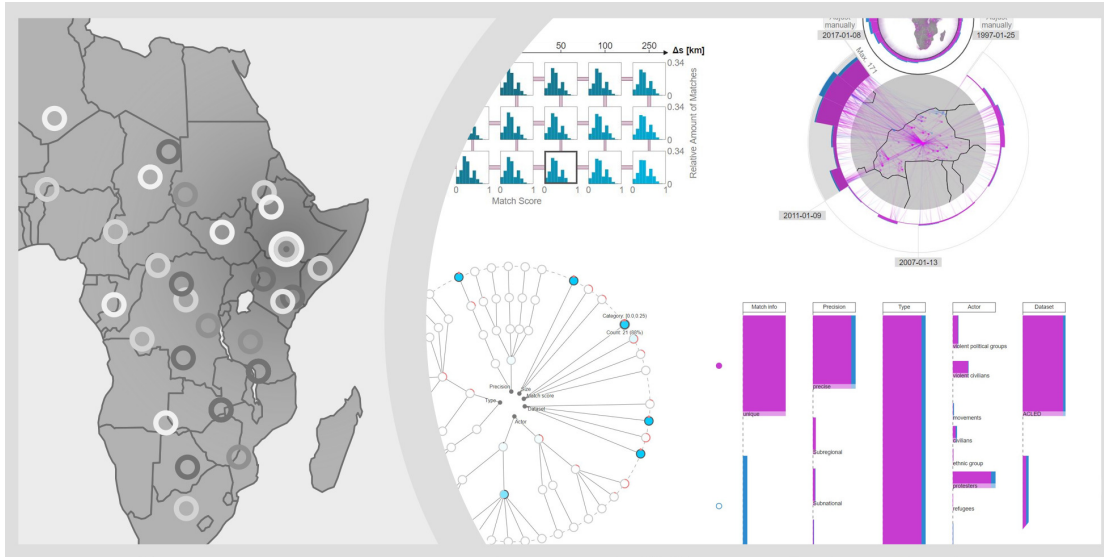 50 100 250 Δs [km]
0.34
0
0.34
0
0.34
0
0 1 0 1 0 1 0 1 0 1
Match Score
Relative Amount of Matches
manually
2017-01-08
manually
1997-01-25
Max. 171
2011-01-09
2007-01-13
Category: [0.0,0.25)
Count: 21 (88%)
Precision
Size
Match score
Type
Dataset
Actor
Match info
Precision
Type
Actor
Dataset
violent political groups
violent civilians
precise
unique
movements
ACLED
civilians
subregional
ethnic group
protesters
subnational
refugees